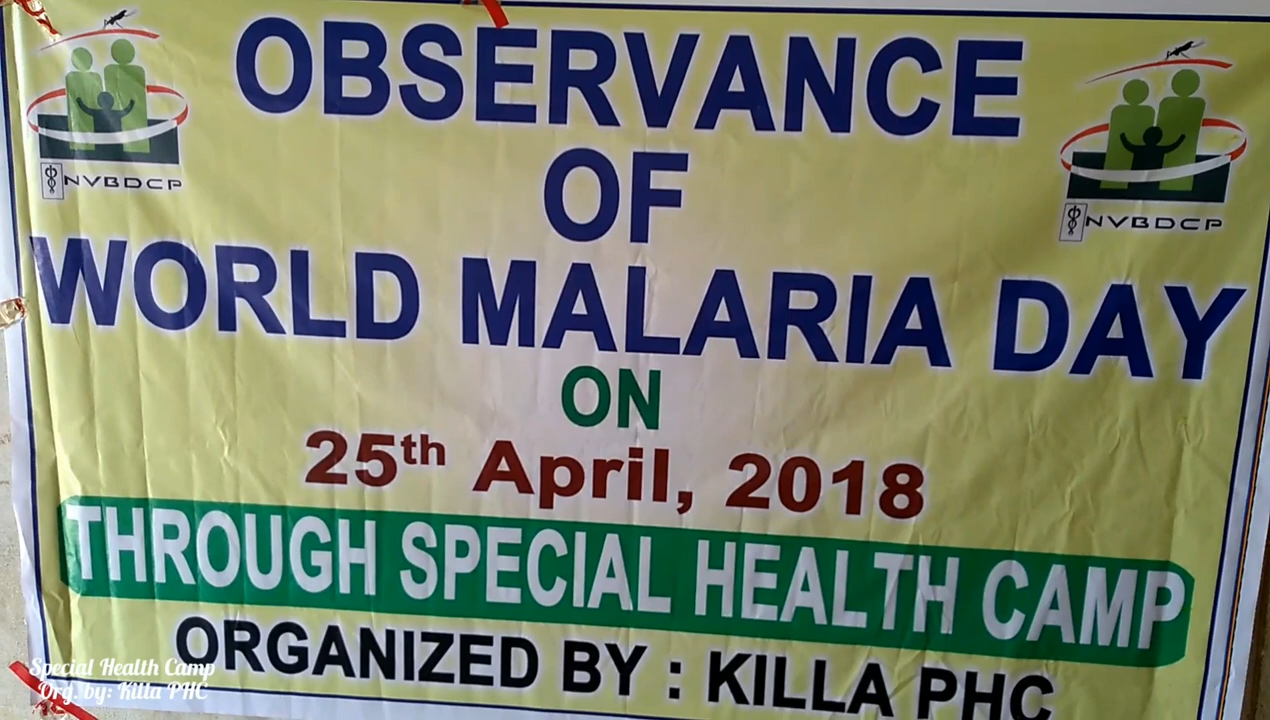 OBSERVANCE
OF
WORLD MALARIA DAY
ON
25th April, 2018
THROUGH SPECIAL HEALTH CAMP
ORGANIZED BY : KILLA PHC
NVBDCP
NVBDCP
Special Health Camp
Org. by: Killa PHC